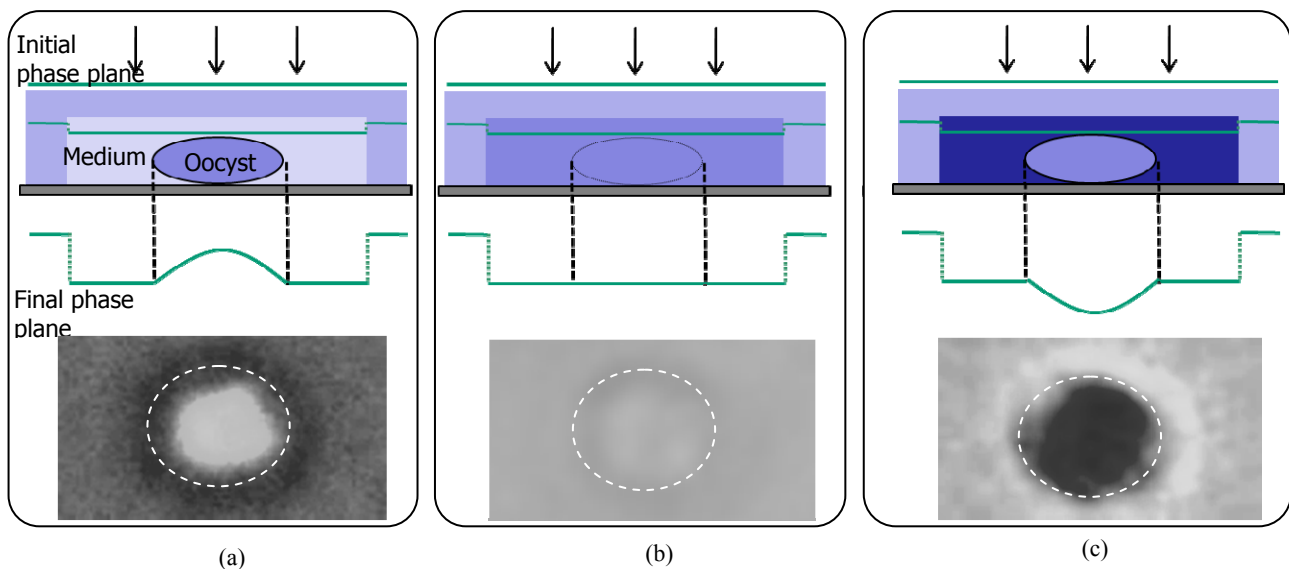 Initial
phase plane
Medium
Oocyst
Final phase
plane
(a)
(b)
(c)